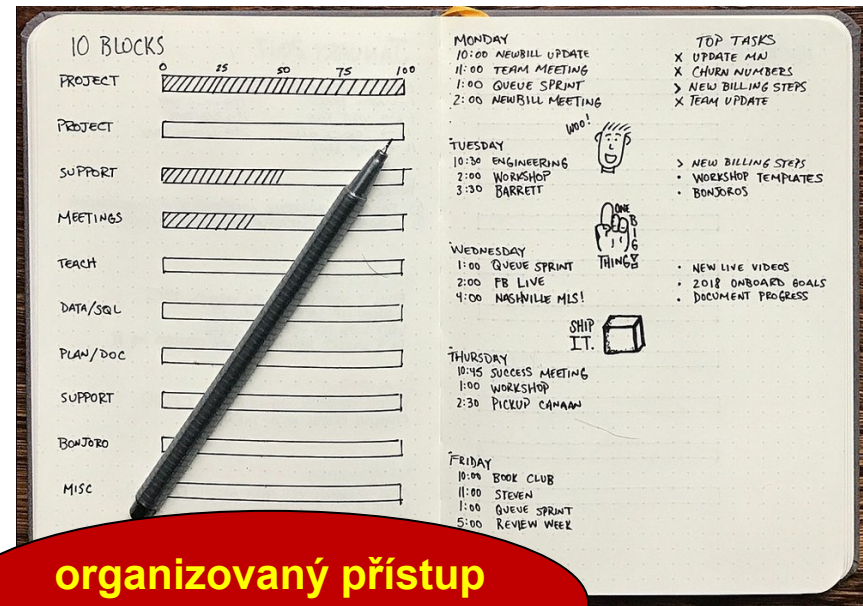 10 BLOCKS
0 25 50 75 100
PROJECT
PROJECT
SUPPORT
MEETINGS
TEACH
DATA/SQL
PLAN/DOC
SUPPORT
BONJORO
MISC
MONDAY
10:00 NEWBILL UPDATE
11:00 TEAM MEETING
1:00 QUEUE SPRINT
2:00 NEWBILL MEETING
TOP TASKS
X UPDATE MN
X CHURN NUMBERS
> NEW BILLING STEPS
X TEAM UPDATE
WOO!
TUESDAY
10:30 ENGINEERING
2:00 WORKSHOP
3:30 BARRETT
> NEW BILLING STEPS
• WORKSHOP TEMPLATES
• BONJOROS
ONE
BIG
THING!
WEDNESDAY
1:00 QUEUE SPRINT
2:00 FB LIVE
4:00 NASHVILLE MLS!
• NEW LIVE VIDEOS
• 2018 ONBOARD GOALS
• DOCUMENT PROGRESS
SHIP
IT.
THURSDAY
10:45 SUCCESS MEETING
1:00 WORKSHOP
2:30 PICKUP CANAAN
FRIDAY
10:00 BOOK CLUB
11:00 STEVEN
1:00 QUEUE SPRINT
5:00 REVIEW WEEK
organizovaný přístup